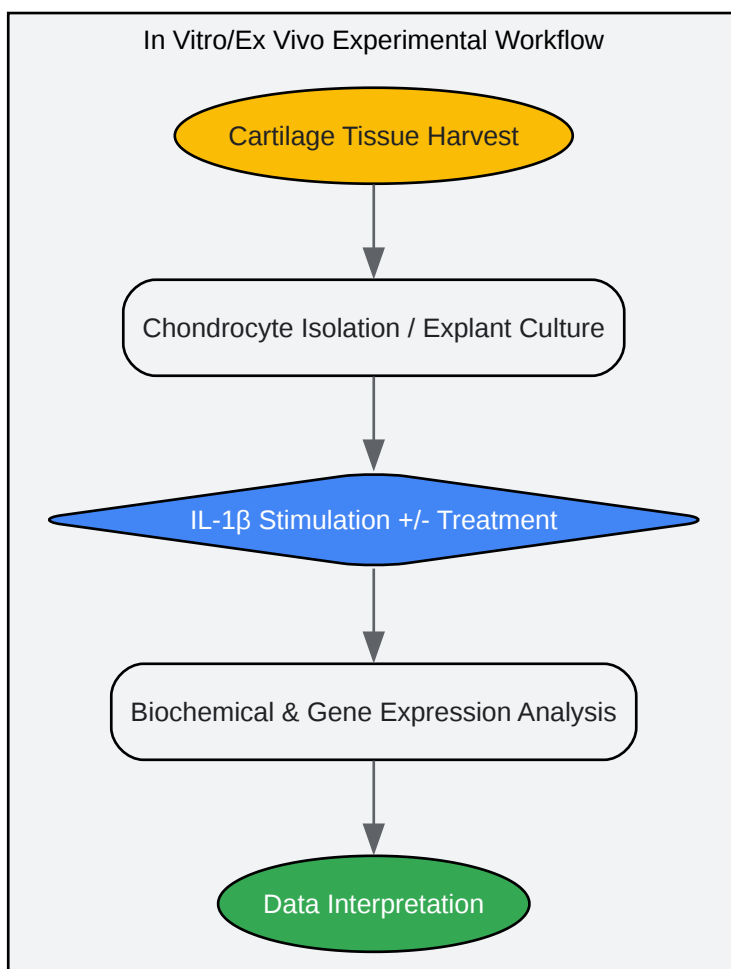 In Vitro/Ex Vivo Experimental Workflow
Cartilage Tissue Harvest
Chondrocyte Isolation / Explant Culture
IL-1β Stimulation +/- Treatment
Biochemical & Gene Expression Analysis
Data Interpretation